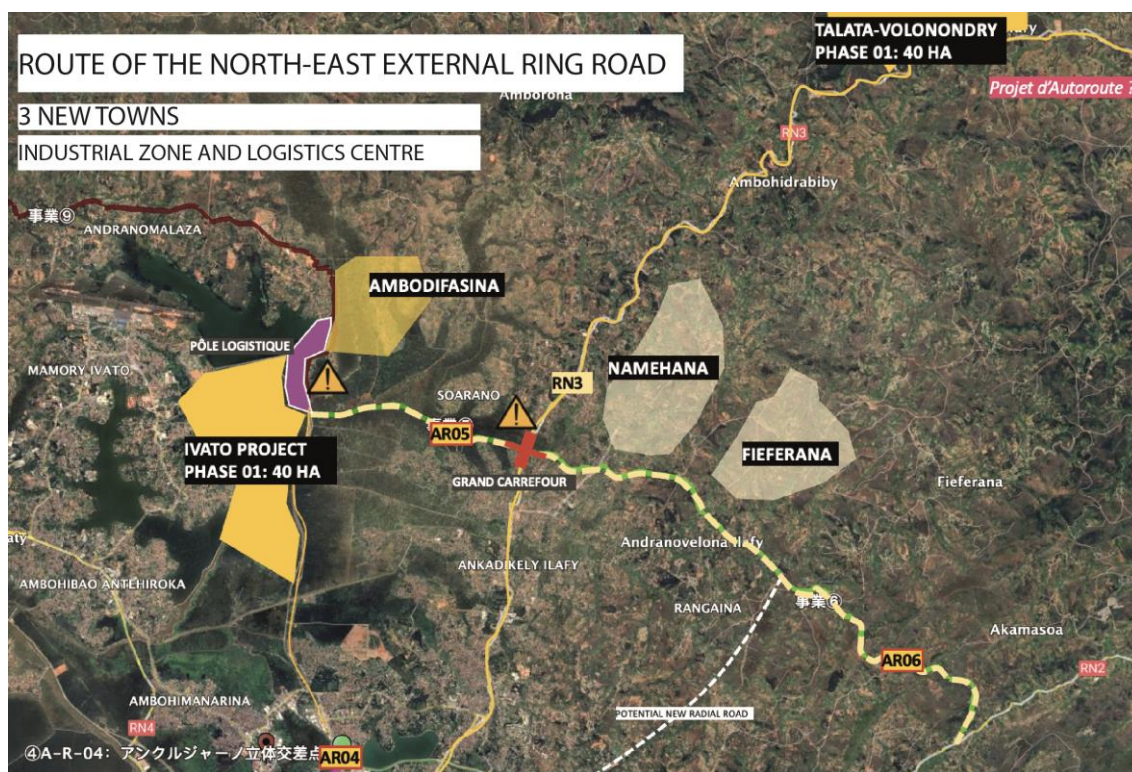 ROUTE OF THE NORTH-EAST EXTERNAL RING ROAD
3 NEW TOWNS
INDUSTRIAL ZONE AND LOGISTICS CENTRE
TALATA-VOLONONDRY
PHASE 01: 40 HA
Projet d'Autoroute ?
Amborona
RN3
Ambohidrabiby
事業⑨
ANDRANOMALAZA
AMBODIFASINA
PÔLE LOGISTIQUE
MAMORY IVATO
NAMEHANA
RN3
SOARANO
AR05
IVATO PROJECT
PHASE 01: 40 HA
FIEFERANA
GRAND CARREFOUR
Fieferana
Andranovelona Ilafy
ANKADIKELY ILAFY
AMBOHIBAO ANTEHIROKA
RANGAINA
事業⑥
Akamasoa
AR06
RN2
AMBOHIMANARINA
POTENTIAL NEW RADIAL ROAD
RN4
④A-R-04: アンクルジャーノ立体交差点
AR04